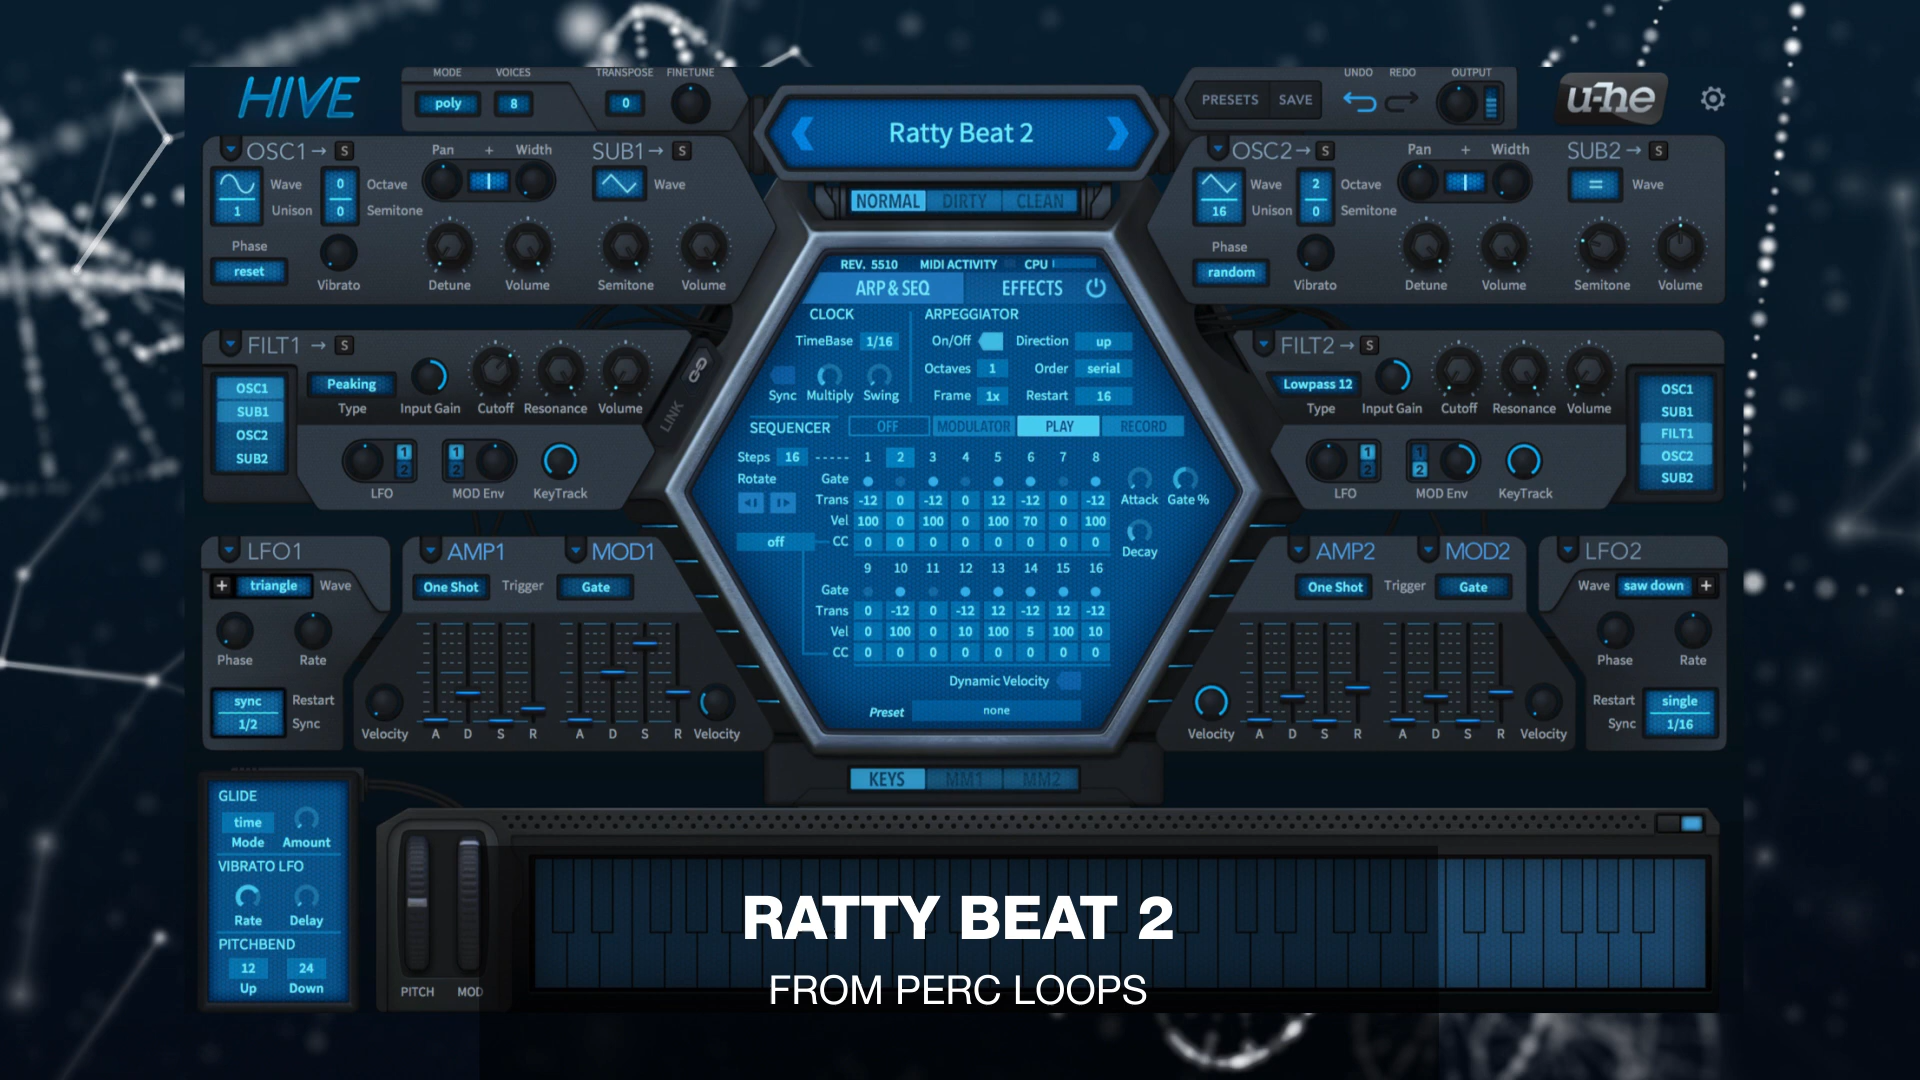 HIVE
MODE VOICES TRANSPOSE FINETUNE
poly 8 0
Ratty Beat 2
PRESETS SAVE
UNDO REDO OUTPUT
u-he
NORMAL DIRTY CLEAN
OSC1 → S
Pan + Width
SUB1 → S
Wave 0 Octave
Wave
1 Unison 0 Semitone
Phase
reset
Vibrato Detune Volume Semitone Volume
OSC2 → S
Pan + Width
SUB2 → S
Wave 2 Octave
Wave
16 Unison 0 Semitone
Phase
random
Vibrato Detune Volume Semitone Volume
FILT1 → S
OSC1
SUB1
OSC2
SUB2
Peaking
Type Input Gain Cutoff Resonance Volume
1 2 1 2
LFO MOD Env KeyTrack
LINK
REV. 5510 MIDI ACTIVITY CPU
ARP & SEQ EFFECTS
CLOCK ARPEGGIATOR
TimeBase 1/16 On/Off Direction up
Octaves 1 Order serial
Sync Multiply Swing Frame 1x Restart 16
SEQUENCER OFF MODULATOR PLAY RECORD
Steps 16 ----- 1 2 3 4 5 6 7 8
Rotate Gate
Trans -12 0 -12 0 12 -12 0 -12
Vel 100 0 100 0 100 70 0 100
off CC 0 0 0 0 0 0 0 0
Attack Gate %
Decay
9 10 11 12 13 14 15 16
Gate
Trans 0 -12 0 -12 12 -12 12 -12
Vel 0 100 0 10 100 5 100 10
CC 0 0 0 0 0 0 0 0
Dynamic Velocity
Preset none
FILT2 → S
Lowpass 12
Type Input Gain Cutoff Resonance Volume
1 2 1 2
LFO MOD Env KeyTrack
OSC1
SUB1
FILT1
OSC2
SUB2
LFO1
+ triangle Wave
Phase Rate
sync Restart
1/2 Sync
AMP1 MOD1
One Shot Trigger Gate
Velocity A D S R A D S R Velocity
AMP2 MOD2
One Shot Trigger Gate
Velocity A D S R A D S R Velocity
LFO2
Wave saw down +
Phase Rate
Restart single
Sync 1/16
KEYS MM1 MM2
GLIDE
time
Mode Amount
VIBRATO LFO
Rate Delay
PITCHBEND
12 24
Up Down
PITCH MOD
RATTY BEAT 2
FROM PERC LOOPS